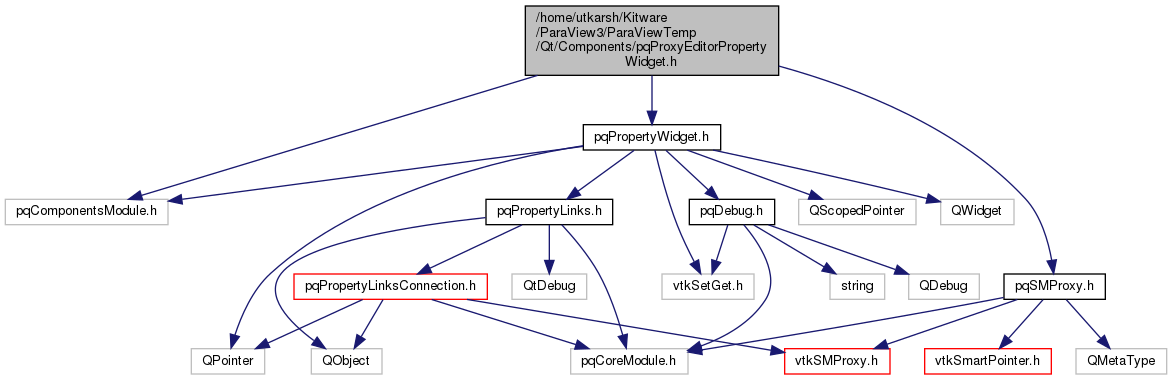 /home/utkarsh/Kitware
/ParaView3/ParaViewTemp
/Qt/Components/pqProxyEditorProperty
Widget.h
pqPropertyWidget.h
pqComponentsModule.h
pqPropertyLinks.h
pqDebug.h
QScopedPointer
QWidget
pqPropertyLinksConnection.h
QtDebug
vtkSetGet.h
string
QDebug
pqSMProxy.h
QPointer
QObject
pqCoreModule.h
vtkSMProxy.h
vtkSmartPointer.h
QMetaType